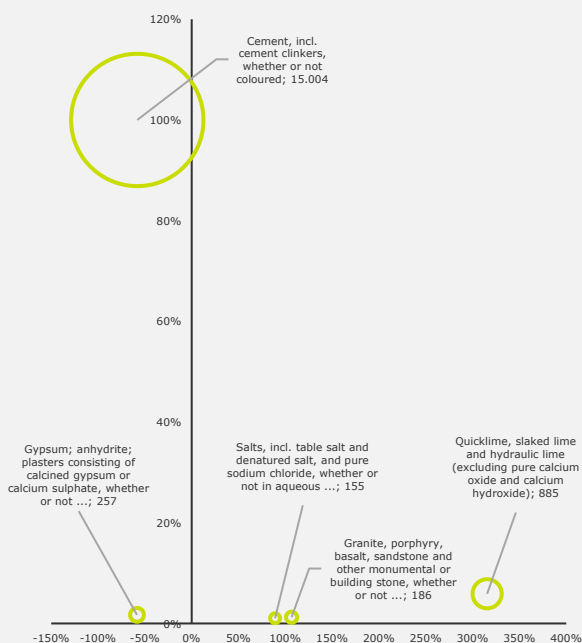 120%
Cement, incl.
cement clinkers,
whether or not
coloured; 15.004
100%
80%
60%
40%
Gypsum; anhydrite;
plasters consisting of
calcined gypsum or
calcium sulphate, whether
or not ...; 257
Salts, incl. table salt and
denatured salt, and pure
sodium chloride, whether or
not in aqueous ...; 155
Quicklime, slaked lime
and hydraulic lime
(excluding pure calcium
oxide and calcium
hydroxide); 885
20%
Granite, porphyry,
basalt, sandstone and
other monumental or
building stone, whether
or not ...; 186
0%
-150% -100% -50% 0% 50% 100% 150% 200% 250% 300% 350% 400%